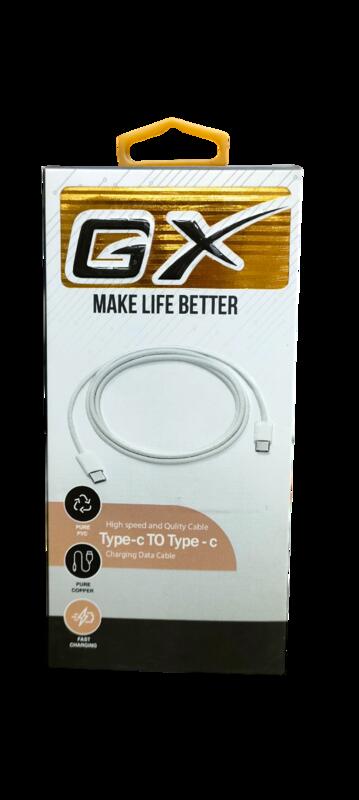 GX
MAKE LIFE BETTER
High speed and Qulity Cable
Type-c TO Type - c
Charging Data Cable
PURE
PVC
PURE
COPPER
FAST
CHARGING